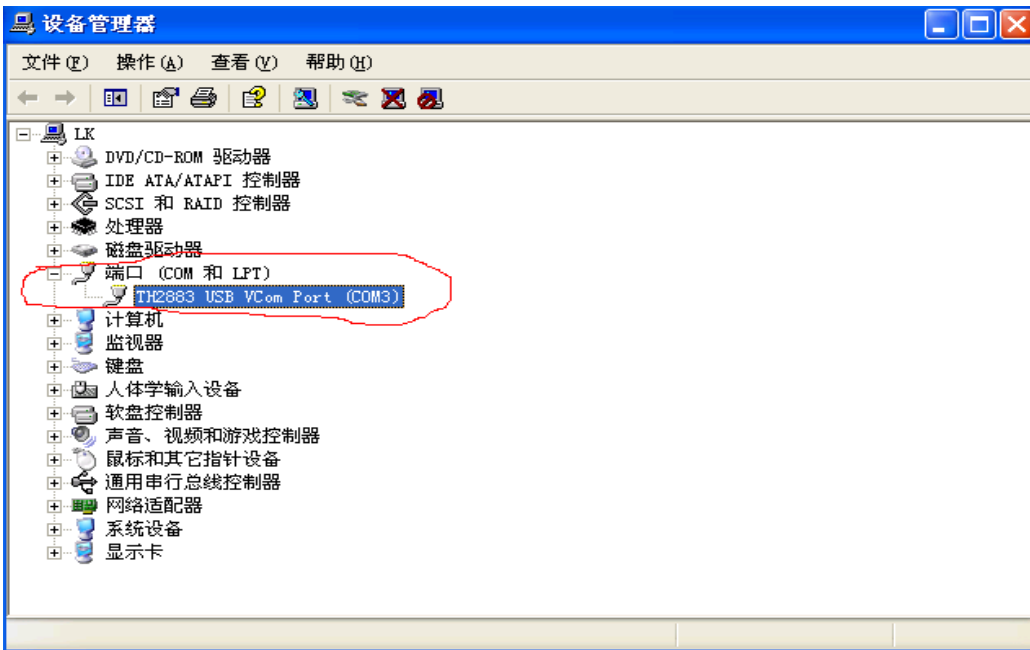 设备管理器
文件(F) 操作(A) 查看(V) 帮助(H)
LK
DVD/CD-ROM 驱动器
IDE ATA/ATAPI 控制器
SCSI 和 RAID 控制器
处理器
磁盘驱动器
端口 (COM 和 LPT)
TH2883 USB VCom Port (COM3)
计算机
监视器
键盘
人体学输入设备
软盘控制器
声音、视频和游戏控制器
鼠标和其它指针设备
通用串行总线控制器
网络适配器
系统设备
显示卡